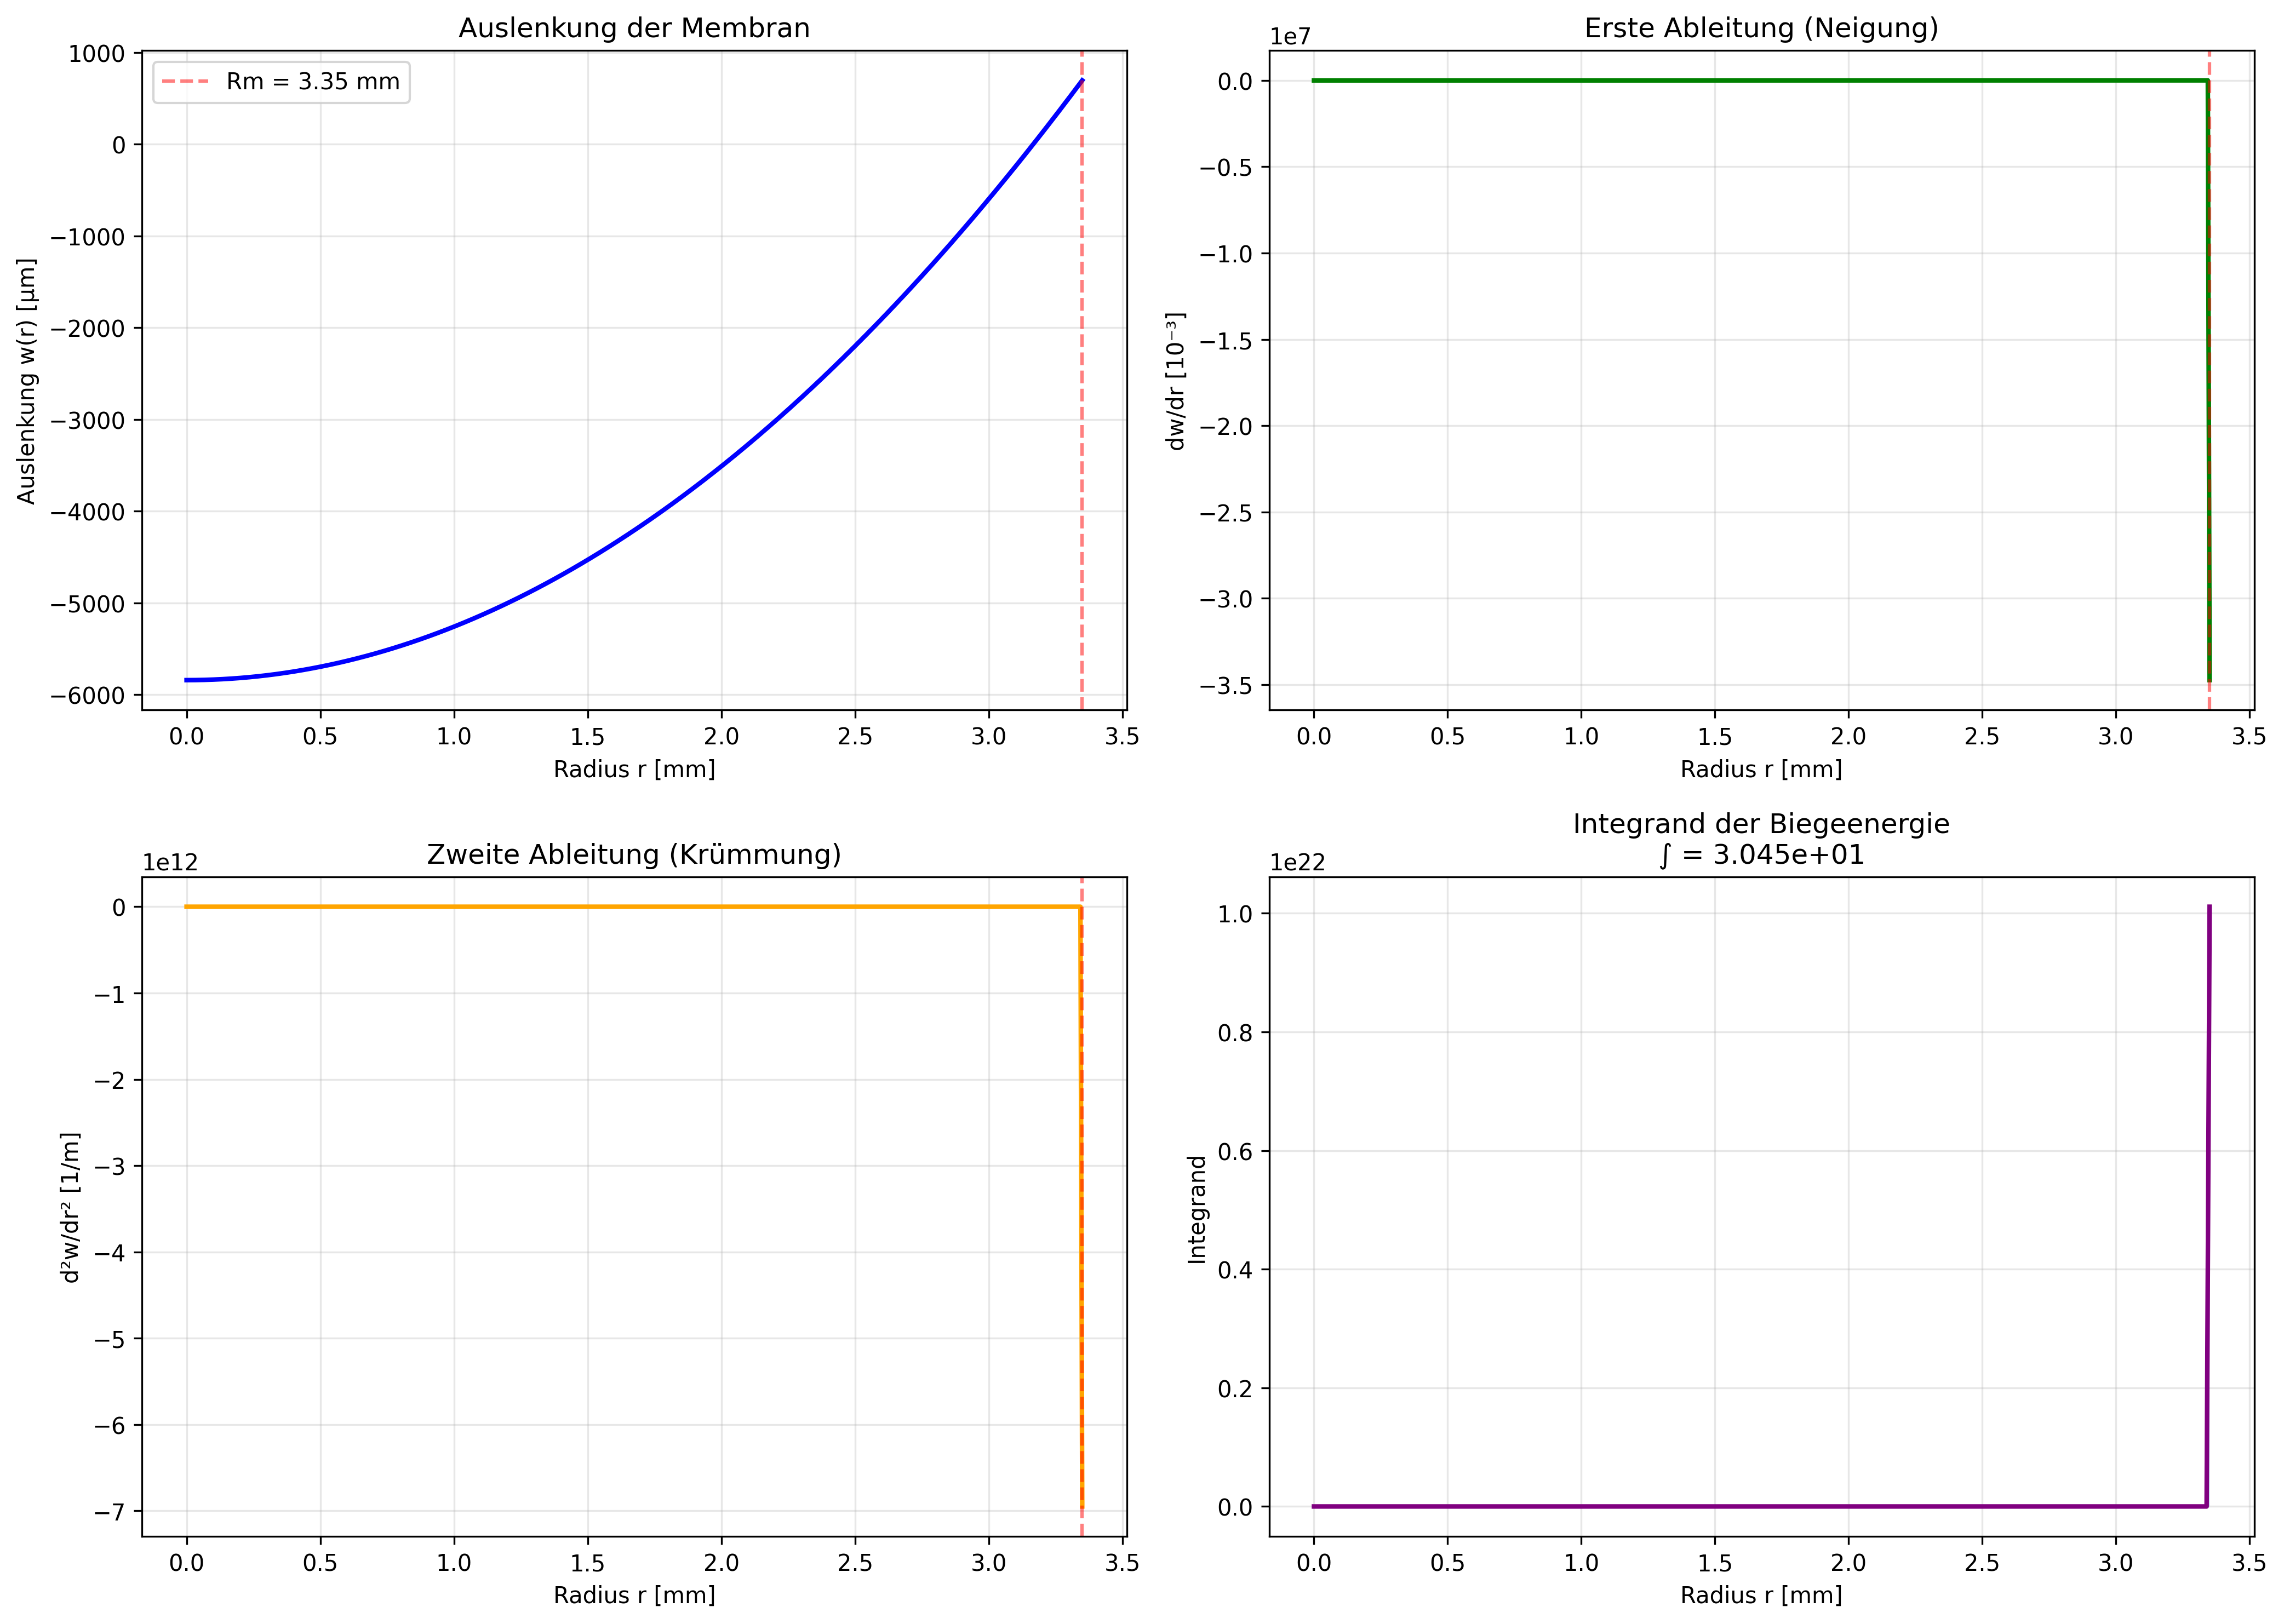 Auslenkung der Membran
1000
0
−1000
−2000
−3000
−4000
−5000
−6000
Auslenkung w(r) [µm]
Rm = 3.35 mm
0.0 0.5 1.0 1.5 2.0 2.5 3.0 3.5
Radius r [mm]
Erste Ableitung (Neigung)
1e7
0.0
−0.5
−1.0
−1.5
−2.0
−2.5
−3.0
−3.5
dw/dr [10⁻³]
0.0 0.5 1.0 1.5 2.0 2.5 3.0 3.5
Radius r [mm]
Zweite Ableitung (Krümmung)
1e12
0
−1
−2
−3
−4
−5
−6
−7
d²w/dr² [1/m]
0.0 0.5 1.0 1.5 2.0 2.5 3.0 3.5
Radius r [mm]
Integrand der Biegeenergie
∫ = 3.045e+01
1e22
1.0
0.8
0.6
0.4
0.2
0.0
Integrand
0.0 0.5 1.0 1.5 2.0 2.5 3.0 3.5
Radius r [mm]